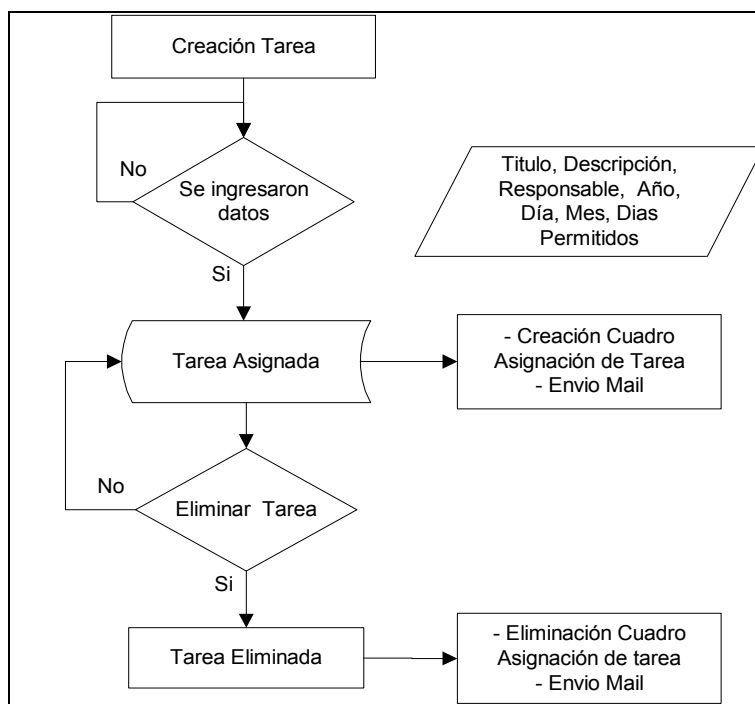 Creación Tarea
No
Se ingresaron
datos
Titulo, Descripción,
Responsable, Año,
Día, Mes, Dias
Permitidos
Si
Tarea Asignada
- Creación Cuadro
Asignación de Tarea
- Envio Mail
No
Eliminar Tarea
Si
Tarea Eliminada
- Eliminación Cuadro
Asignación de tarea
- Envio Mail